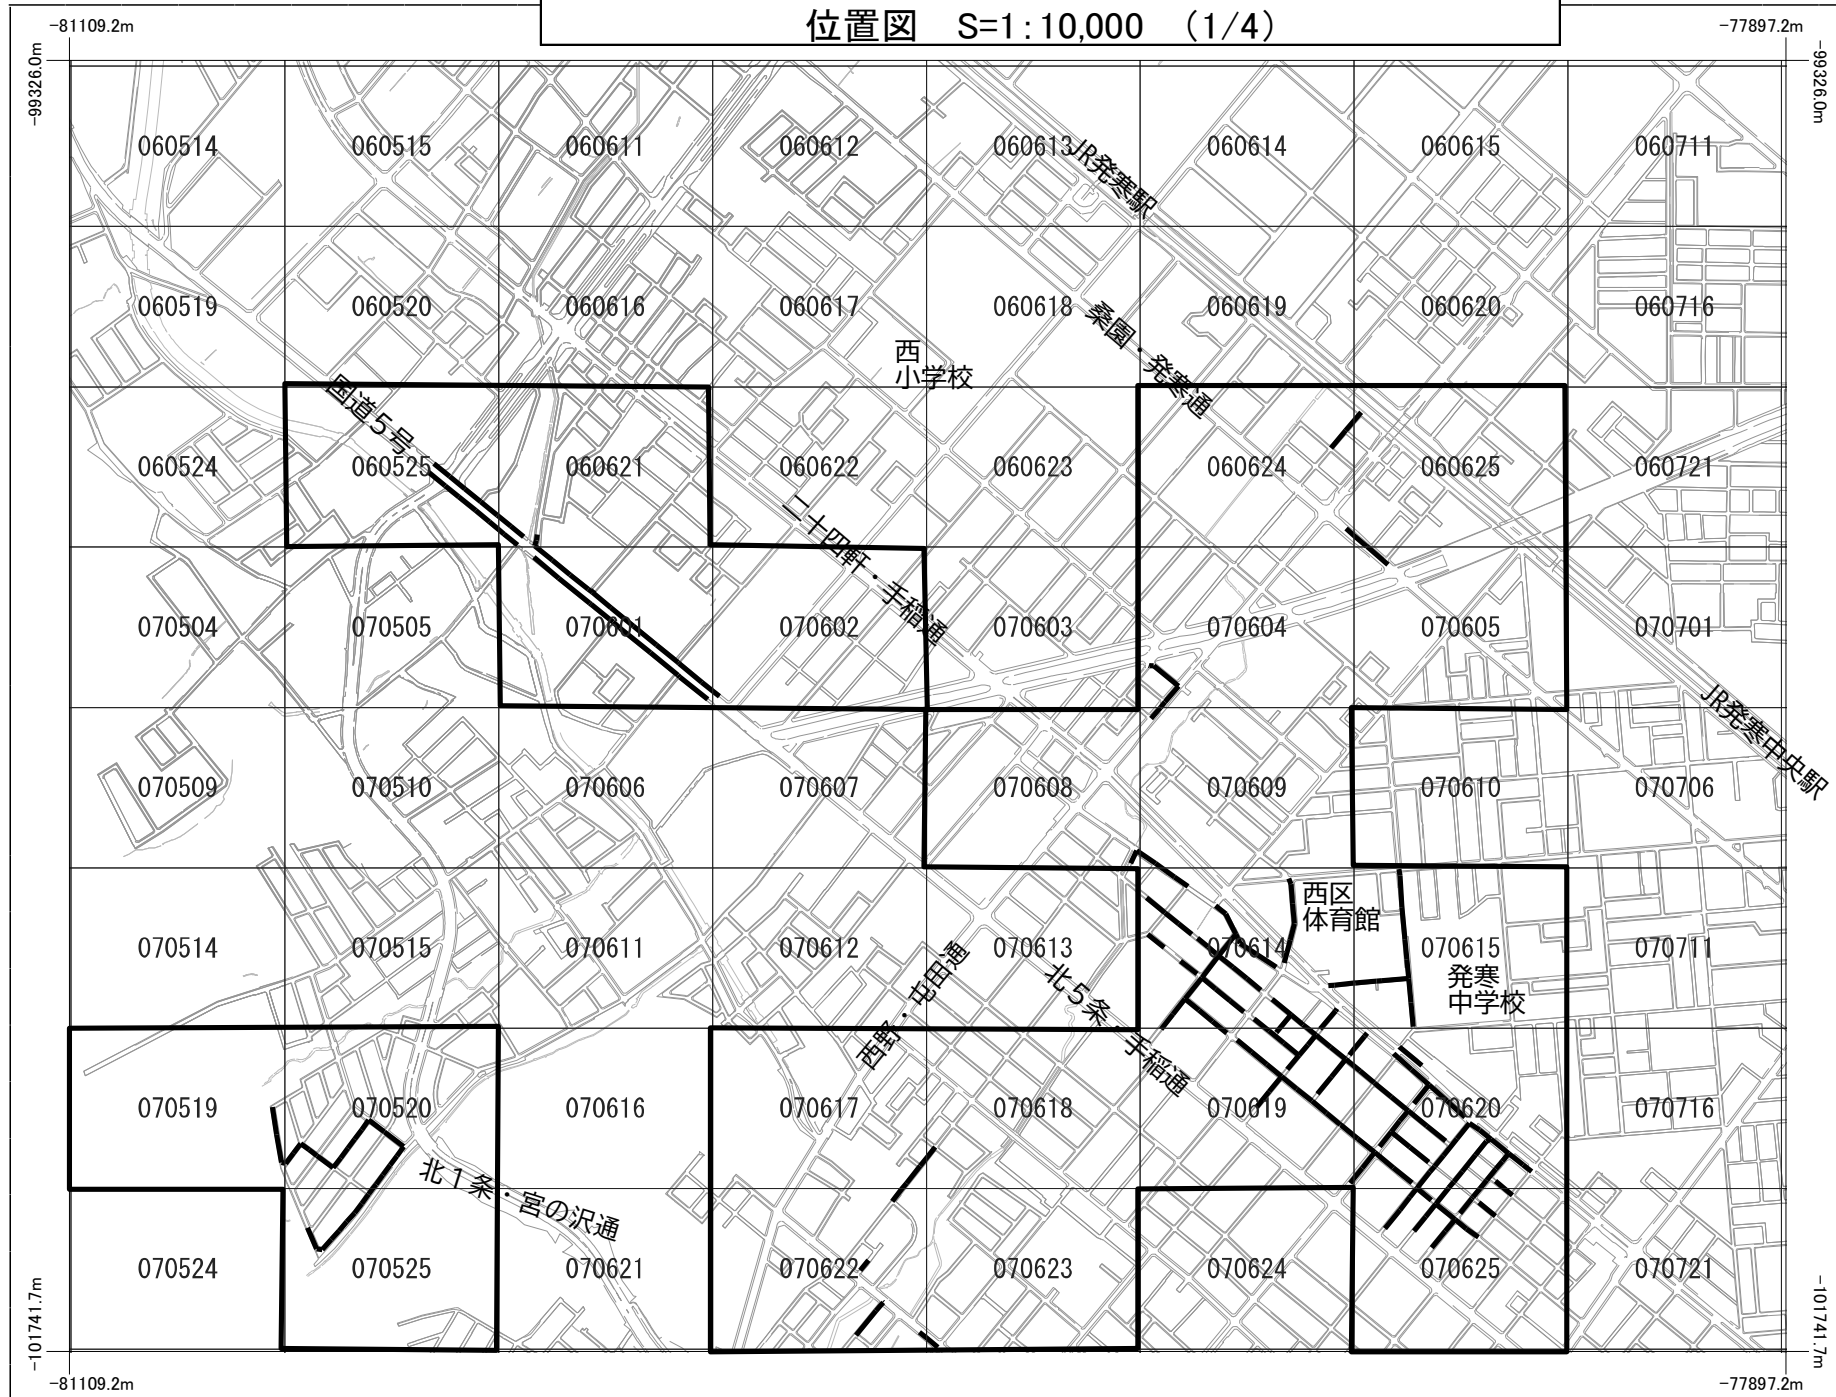 位置図 S=1:10,000 (1/4)
-81109.2m
-77897.2m
-99326.0m
-99326.0m
060514 060515 060611 060612 060613 060614 060615 060711
JR発寒駅
060519 060520 060616 060617 060618 060619 060620 060716
桑園・発寒通
西
小学校
国道5号
060524 060525 060621 060622 060623 060624 060625 060721
二十四軒・手稲通
070504 070505 070601 070602 070603 070604 070605 070701
JR発寒中央駅
070509 070510 070606 070607 070608 070609 070610 070706
西区
体育館
070514 070515 070611 070612 070613 070614 070615 070711
発寒
中学校
西野・屯田通
北5条・手稲通
070519 070520 070616 070617 070618 070619 070620 070716
北1条・宮の沢通
070524 070525 070621 070622 070623 070624 070625 070721
-101741.7m
-101741.7m
-81109.2m
-77897.2m